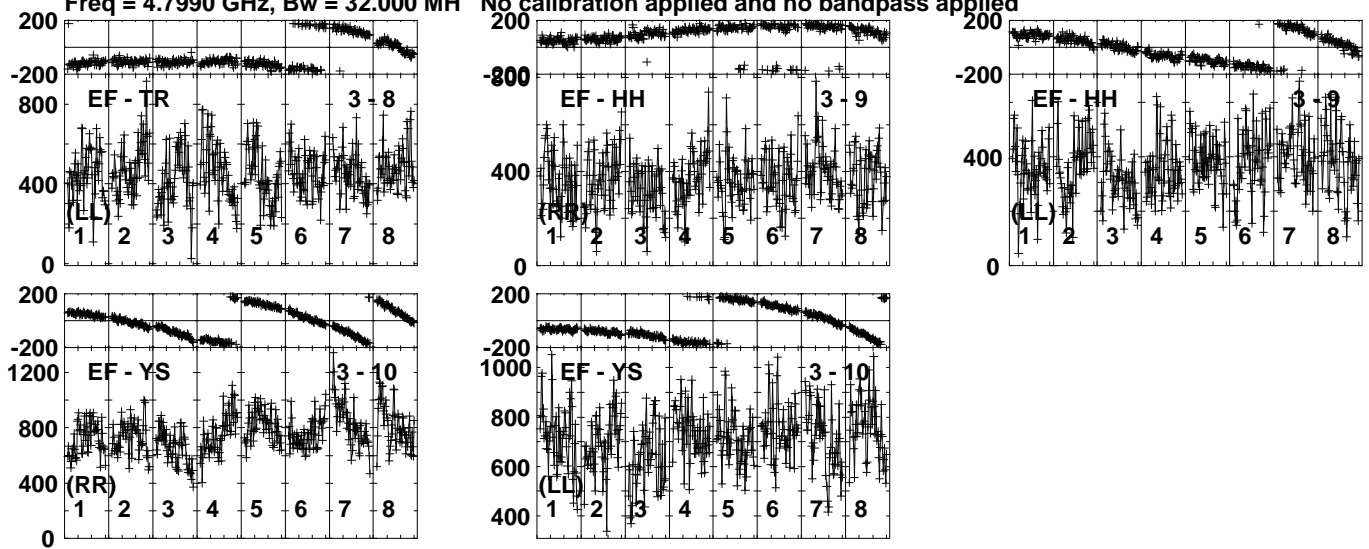 Freq = 4.7990 GHz, Bw = 32.000 MH No calibration applied and no bandpass applied
200
-200
800
400
0
EF - TR 3 - 8
(LL)
1 2 3 4 5 6 7 8
200
-200
800
400
0
EF - HH 3 - 9
(RR)
1 2 3 4 5 6 7 8
200
-200
400
0
EF - HH 3 - 9
(LL)
1 2 3 4 5 6 7 8
200
-200
1200
800
400
0
EF - YS 3 - 10
(RR)
1 2 3 4 5 6 7 8
200
-200
1000
800
600
400
EF - YS 3 - 10
(LL)
1 2 3 4 5 6 7 8